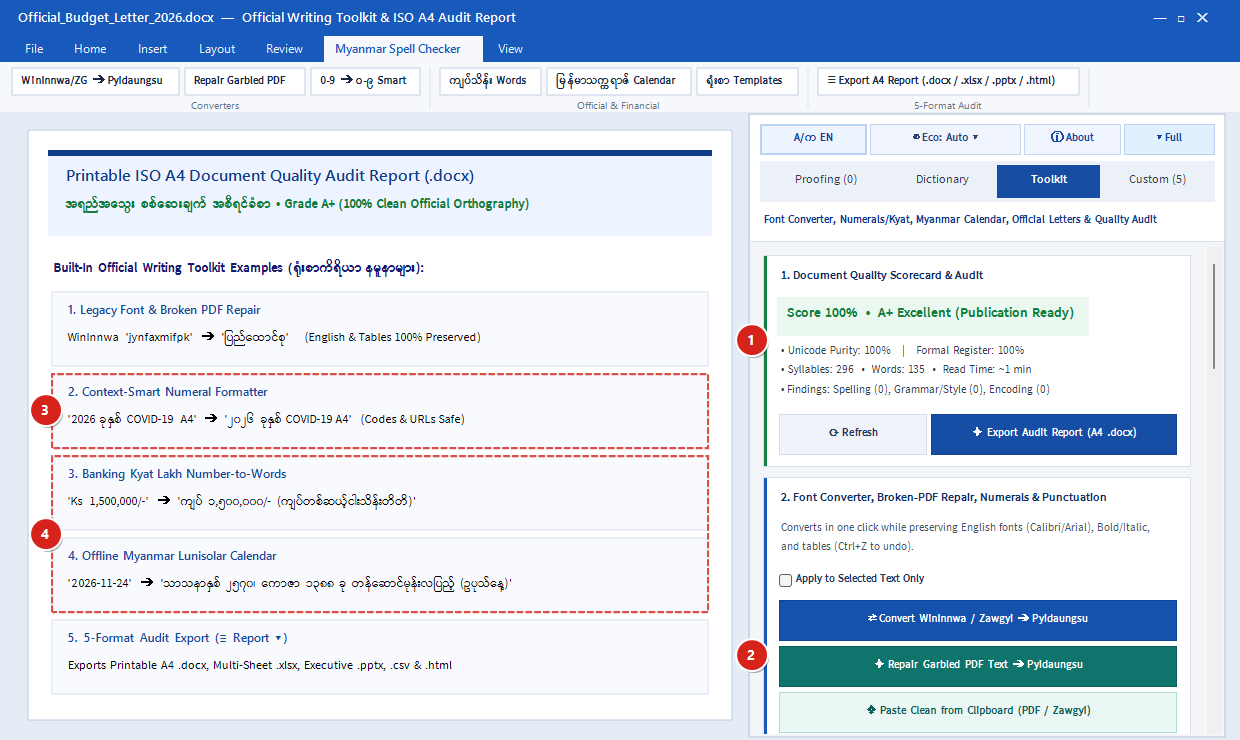 Official_Budget_Letter_2026.docx — Official Writing Toolkit & ISO A4 Audit Report
File Home Insert Layout Review Myanmar Spell Checker View
WinInnwa/ZG ➔ Pyidaungsu Repair Garbled PDF 0-9 ➔ ၀-၉ Smart ကျပ်သိန်း Words မြန်မာသက္ကရာဇ် Calendar ရုံးစာ Templates ☰ Export A4 Report (.docx / .xlsx / .pptx / .html)
Converters Official & Financial 5-Format Audit
Printable ISO A4 Document Quality Audit Report (.docx)
အရည်အသွေး စစ်ဆေးချက် အစီရင်ခံစာ • Grade A+ (100% Clean Official Orthography)
Built-In Official Writing Toolkit Examples (ရုံးစာကိရိယာ နမူနာများ):
1. Legacy Font & Broken PDF Repair
WinInnwa 'jynfaxmifpk' ➔ 'ပြည်ထောင်စု' (English & Tables 100% Preserved)
3
2. Context-Smart Numeral Formatter
'2026 ခုနှစ် COVID-19 A4' ➔ '၂၀၂၆ ခုနှစ် COVID-19 A4' (Codes & URLs Safe)
3. Banking Kyat Lakh Number-to-Words
'Ks 1,500,000/-' ➔ 'ကျပ် ၁,၅၀၀,၀၀၀/- (ကျပ်တစ်ဆယ့်ငါးသိန်းတိတိ)'
4
4. Offline Myanmar Lunisolar Calendar
'2026-11-24' ➔ 'သာသနာနှစ် ၂၅၇၀၊ ကောဇာ ၁၃၈၈ ခု တန်ဆောင်မုန်းလပြည့် (ဥပုသ်နေ့)'
5. 5-Format Audit Export (☰ Report ▾)
Exports Printable A4 .docx, Multi-Sheet .xlsx, Executive .pptx, .csv & .html
A/က EN Eco: Auto ▾ ⓘ About ▾ Full
Proofing (0) Dictionary Toolkit Custom (5)
Font Converter, Numerals/Kyat, Myanmar Calendar, Official Letters & Quality Audit
1. Document Quality Scorecard & Audit
Score 100% • A+ Excellent (Publication Ready)
1
• Unicode Purity: 100% | Formal Register: 100%
• Syllables: 296 • Words: 135 • Read Time: ~1 min
• Findings: Spelling (0), Grammar/Style (0), Encoding (0)
⟳ Refresh ✦ Export Audit Report (A4 .docx)
2. Font Converter, Broken-PDF Repair, Numerals & Punctuation
Converts in one click while preserving English fonts (Calibri/Arial), Bold/Italic,
and tables (Ctrl+Z to undo).
Apply to Selected Text Only
⇄ Convert WinInnwa / Zawgyi ➔ Pyidaungsu
2
✦ Repair Garbled PDF Text ➔ Pyidaungsu
❖ Paste Clean from Clipboard (PDF / Zawgyi)